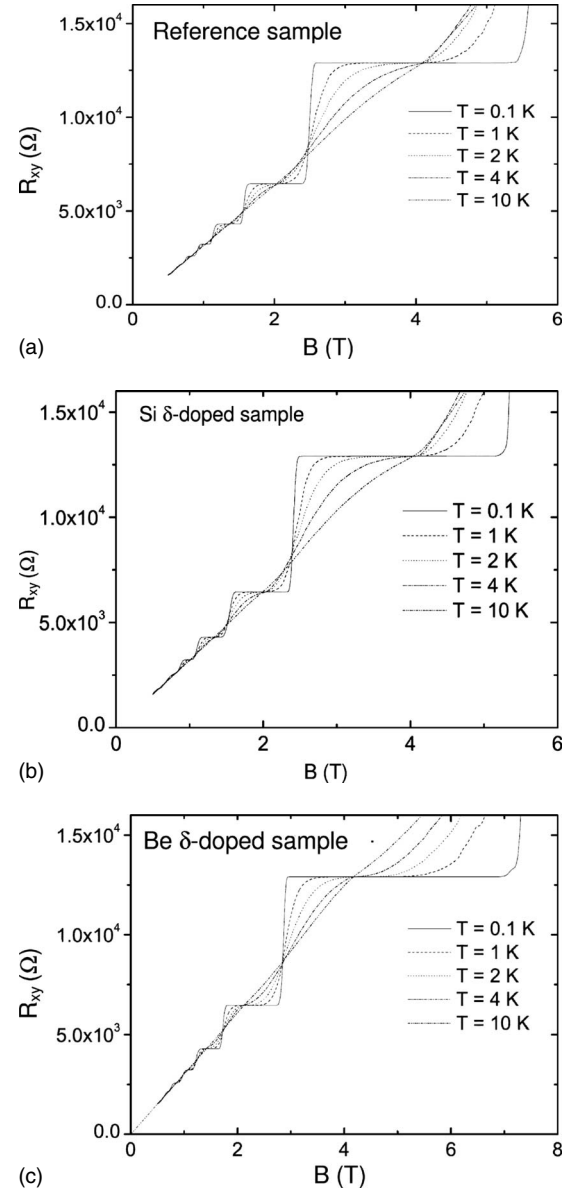 Reference sample
1.5x10⁴
1.0x10⁴
5.0x10³
0.0
R_xy (Ω)
T = 0.1 K
T = 1 K
T = 2 K
T = 4 K
T = 10 K
0 2 4 6
B (T)
(a)
Si δ-doped sample
1.5x10⁴
1.0x10⁴
5.0x10³
0.0
R_xy (Ω)
T = 0.1 K
T = 1 K
T = 2 K
T = 4 K
T = 10 K
0 2 4 6
B (T)
(b)
Be δ-doped sample
1.5x10⁴
1.0x10⁴
5.0x10³
0.0
R_xy (Ω)
T = 0.1 K
T = 1 K
T = 2 K
T = 4 K
T = 10 K
0 2 4 6 8
B (T)
(c)